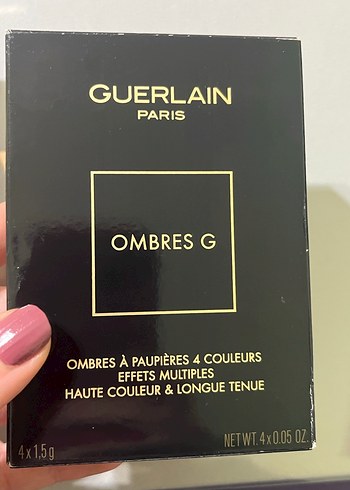 GUERLAIN
PARIS
OMBRES G
OMBRES À PAUPIÈRES 4 COULEURS
EFFETS MULTIPLES
HAUTE COULEUR & LONGUE TENUE
4 x 1,5g
NET WT. 4 x 0.05 OZ.